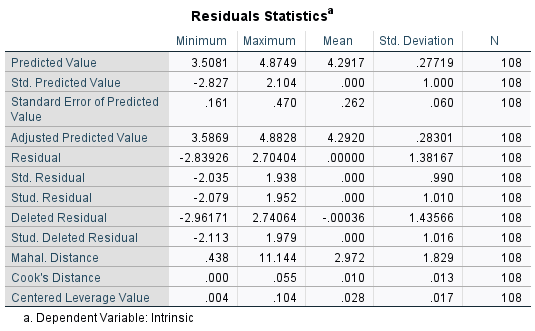 Residuals Statisticsa
Minimum Maximum Mean Std. Deviation N
Predicted Value 3.5081 4.8749 4.2917 .27719 108
Std. Predicted Value -2.827 2.104 .000 1.000 108
Standard Error of Predicted Value .161 .470 .262 .060 108
Adjusted Predicted Value 3.5869 4.8828 4.2920 .28301 108
Residual -2.83926 2.70404 .00000 1.38167 108
Std. Residual -2.035 1.938 .000 .990 108
Stud. Residual -2.079 1.952 .000 1.010 108
Deleted Residual -2.96171 2.74064 -.00036 1.43566 108
Stud. Deleted Residual -2.113 1.979 .000 1.016 108
Mahal. Distance .438 11.144 2.972 1.829 108
Cook's Distance .000 .055 .010 .013 108
Centered Leverage Value .004 .104 .028 .017 108
a. Dependent Variable: Intrinsic